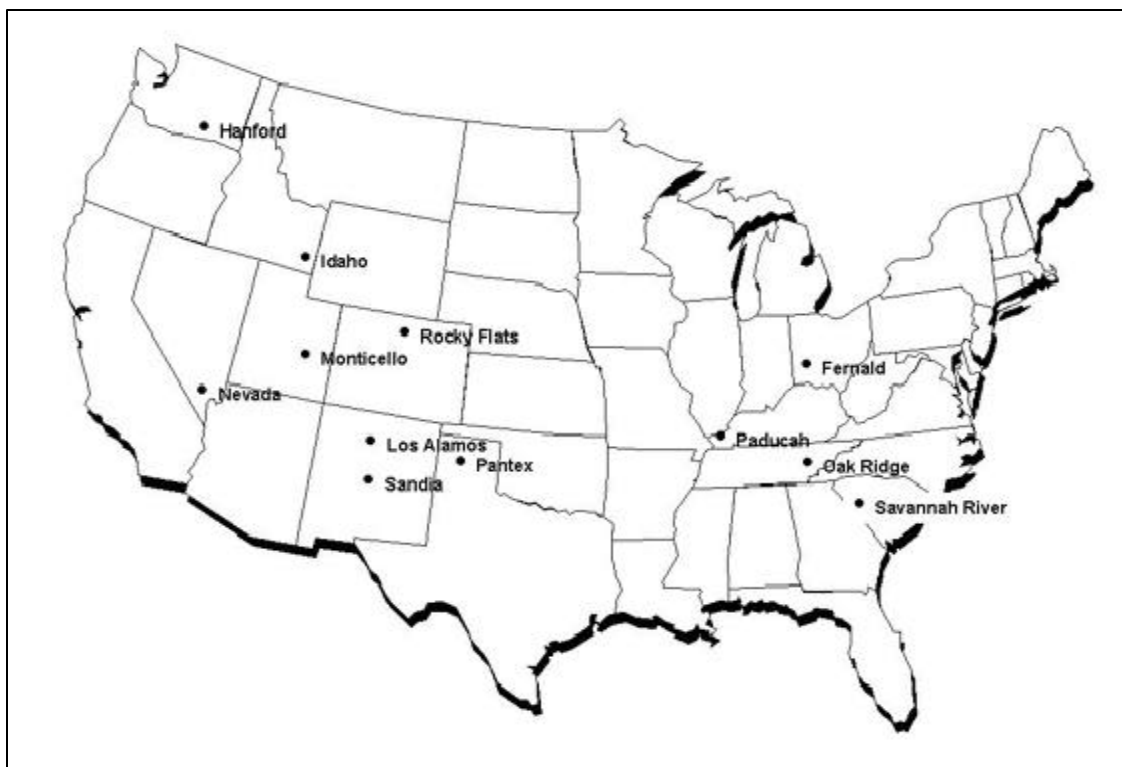 Hanford
Idaho
Rocky Flats
Monticello
Fernald
Nevada
Los Alamos
Paducah
Pantex
Oak Ridge
Sandia
Savannah River